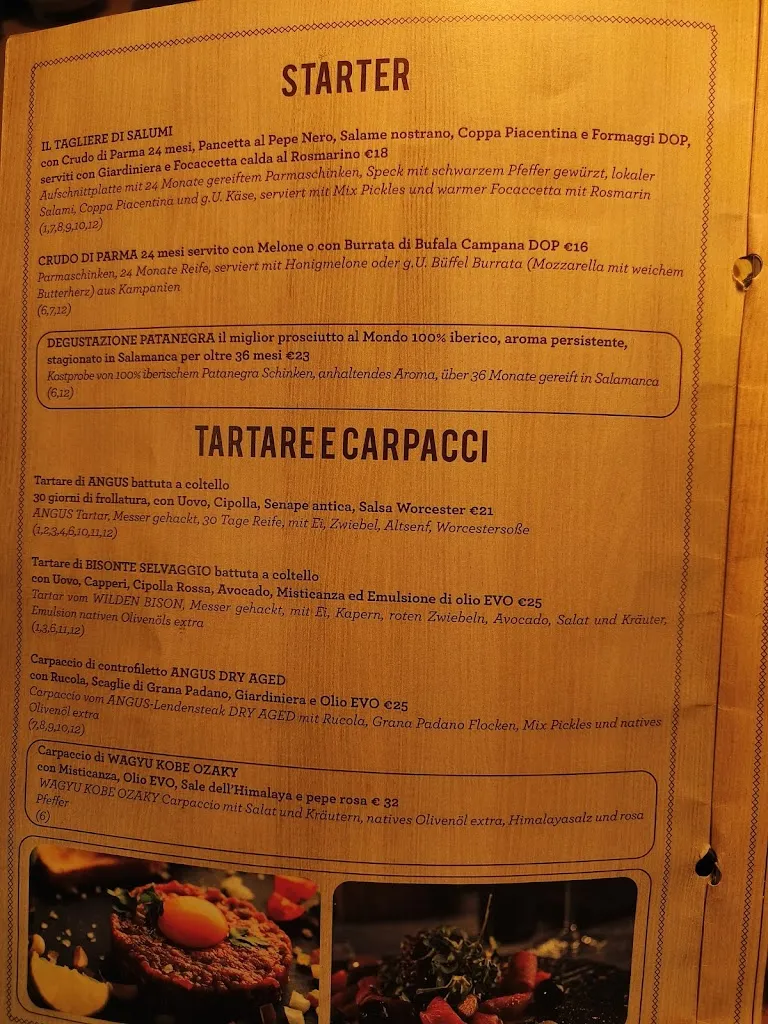 STARTER
IL TAGLIERE DI SALUMI
con Crudo di Parma 24 mesi, Pancetta al Pepe Nero, Salame nostrano, Coppa Piacentina e Formaggi DOP,
serviti con Giardiniera e Focaccetta calda al Rosmarino €18
Aufschnittplatte mit 24 Monate gereiftem Parmaschinken, Speck mit schwarzem Pfeffer gewürzt, lokaler
Salami, Coppa Piacentina und g.U. Käse, serviert mit Mix Pickles und warmer Focaccetta mit Rosmarin
(1,7,8,9,10,12)
CRUDO DI PARMA 24 mesi servito con Melone o con Burrata di Bufala Campana DOP €16
Parmaschinken, 24 Monate Reife, serviert mit Honigmelone oder g.U. Büffel Burrata (Mozzarella mit weichem
Butterherz) aus Kampanien
(6,7,12)
DEGUSTAZIONE PATANEGRA il miglior prosciutto al Mondo 100% iberico, aroma persistente,
stagionato in Salamanca per oltre 36 mesi €23
Kostprobe von 100% iberischem Patanegra Schinken, anhaltendes Aroma, über 36 Monate gereift in Salamanca
(6,12)
TARTARE E CARPACCI
Tartare di ANGUS battuta a coltello
30 giorni di frollatura, con Uovo, Cipolla, Senape antica, Salsa Worcester €21
ANGUS Tartar, Messer gehackt, 30 Tage Reife, mit Ei, Zwiebel, Altsenf, Worcestersoße
(1,2,3,4,6,10,11,12)
Tartare di BISONTE SELVAGGIO battuta a coltello
con Uovo, Capperi, Cipolla Rossa, Avocado, Misticanza ed Emulsione di olio EVO €25
Tartar vom WILDEN BISON, Messer gehackt, mit Ei, Kapern, roten Zwiebeln, Avocado, Salat und Kräuter,
Emulsion nativen Olivenöls extra
(1,3,6,11,12)
Carpaccio di controfiletto ANGUS DRY AGED
con Rucola, Scaglie di Grana Padano, Giardiniera e Olio EVO €25
Carpaccio vom ANGUS-Lendensteak DRY AGED mit Rucola, Grana Padano Flocken, Mix Pickles und natives
Olivenöl extra
(7,8,9,10,12)
Carpaccio di WAGYU KOBE OZAKY
con Misticanza, Olio EVO, Sale dell'Himalaya e pepe rosa € 32
WAGYU KOBE OZAKY Carpaccio mit Salat und Kräutern, natives Olivenöl extra, Himalayasalz und rosa
Pfeffer
(6)